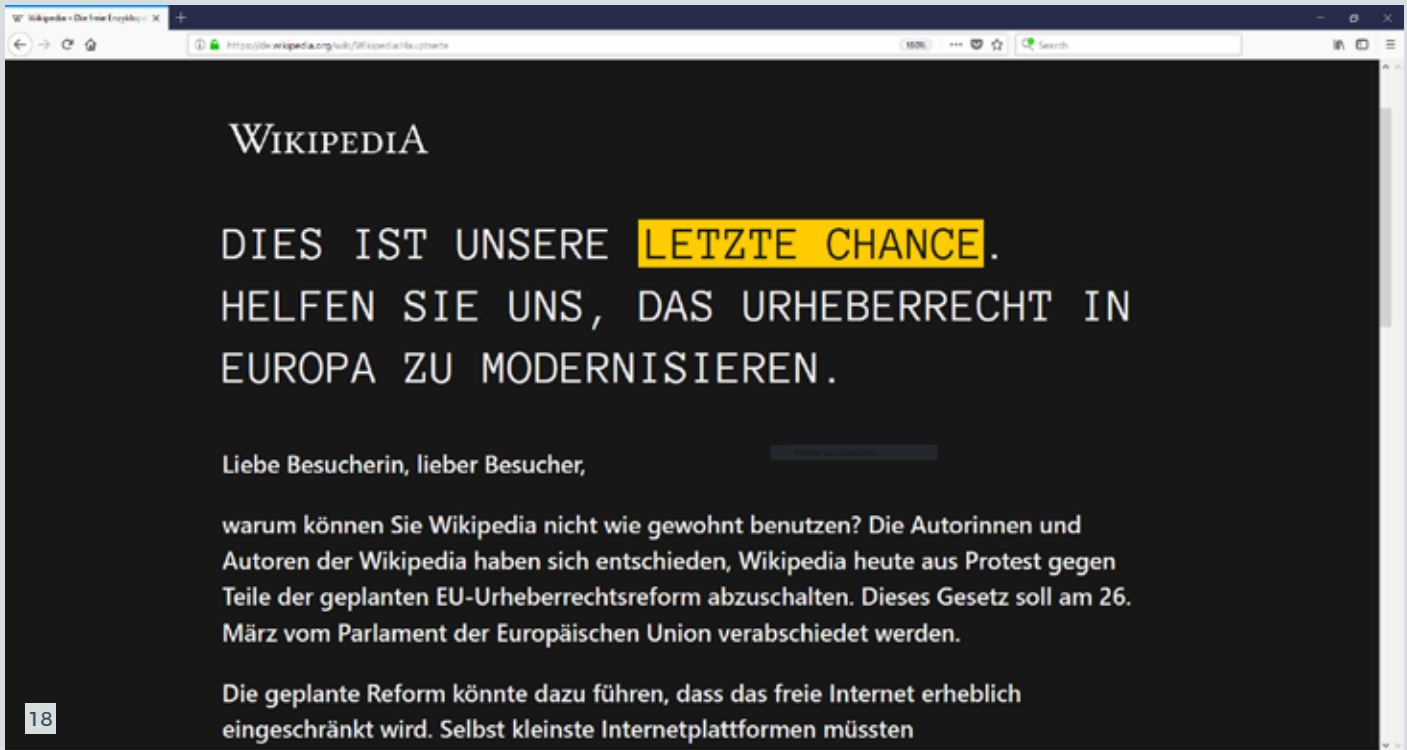 W Wikipedia – Die freie Enzyklop
https://de.wikipedia.org/wiki/Wikipedia:Hauptseite
Search
WIKIPEDIA
DIES IST UNSERE LETZTE CHANCE.
HELFEN SIE UNS, DAS URHEBERRECHT IN
EUROPA ZU MODERNISIEREN.
Liebe Besucherin, lieber Besucher,
warum können Sie Wikipedia nicht wie gewohnt benutzen? Die Autorinnen und
Autoren der Wikipedia haben sich entschieden, Wikipedia heute aus Protest gegen
Teile der geplanten EU-Urheberrechtsreform abzuschalten. Dieses Gesetz soll am 26.
März vom Parlament der Europäischen Union verabschiedet werden.
Die geplante Reform könnte dazu führen, dass das freie Internet erheblich
eingeschränkt wird. Selbst kleinste Internetplattformen müssten
18